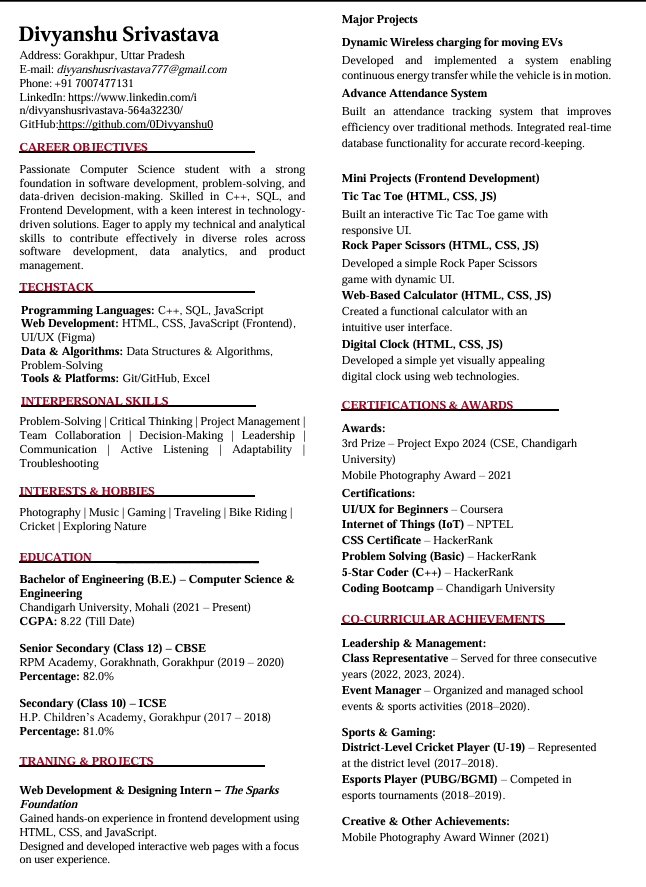 Divyanshu Srivastava
Address: Gorakhpur, Uttar Pradesh
E-mail: divyanshusrivastava777@gmail.com
Phone: +91 7007477131
LinkedIn: https://www.linkedin.com/i
n/divyanshusrivastava-564a32230/
GitHub:https://github.com/0Divyanshu0
CAREER OBJECTIVES
Passionate Computer Science student with a strong
foundation in software development, problem-solving, and
data-driven decision-making. Skilled in C++, SQL, and
Frontend Development, with a keen interest in technology-
driven solutions. Eager to apply my technical and analytical
skills to contribute effectively in diverse roles across
software development, data analytics, and product
management.
TECHSTACK
Programming Languages: C++, SQL, JavaScript
Web Development: HTML, CSS, JavaScript (Frontend),
UI/UX (Figma)
Data & Algorithms: Data Structures & Algorithms,
Problem-Solving
Tools & Platforms: Git/GitHub, Excel
INTERPERSONAL SKILLS
Problem-Solving | Critical Thinking | Project Management |
Team Collaboration | Decision-Making | Leadership |
Communication | Active Listening | Adaptability |
Troubleshooting
INTERESTS & HOBBIES
Photography | Music | Gaming | Traveling | Bike Riding |
Cricket | Exploring Nature
EDUCATION
Bachelor of Engineering (B.E.) – Computer Science &
Engineering
Chandigarh University, Mohali (2021 – Present)
CGPA: 8.22 (Till Date)
Senior Secondary (Class 12) – CBSE
RPM Academy, Gorakhnath, Gorakhpur (2019 – 2020)
Percentage: 82.0%
Secondary (Class 10) – ICSE
H.P. Children's Academy, Gorakhpur (2017 – 2018)
Percentage: 81.0%
TRANING & PROJECTS
Web Development & Designing Intern – The Sparks
Foundation
Gained hands-on experience in frontend development using
HTML, CSS, and JavaScript.
Designed and developed interactive web pages with a focus
on user experience.
Major Projects
Dynamic Wireless charging for moving EVs
Developed and implemented a system enabling
continuous energy transfer while the vehicle is in motion.
Advance Attendance System
Built an attendance tracking system that improves
efficiency over traditional methods. Integrated real-time
database functionality for accurate record-keeping.
Mini Projects (Frontend Development)
Tic Tac Toe (HTML, CSS, JS)
Built an interactive Tic Tac Toe game with
responsive UI.
Rock Paper Scissors (HTML, CSS, JS)
Developed a simple Rock Paper Scissors
game with dynamic UI.
Web-Based Calculator (HTML, CSS, JS)
Created a functional calculator with an
intuitive user interface.
Digital Clock (HTML, CSS, JS)
Developed a simple yet visually appealing
digital clock using web technologies.
CERTIFICATIONS & AWARDS
Awards:
3rd Prize – Project Expo 2024 (CSE, Chandigarh
University)
Mobile Photography Award – 2021
Certifications:
UI/UX for Beginners – Coursera
Internet of Things (IoT) – NPTEL
CSS Certificate – HackerRank
Problem Solving (Basic) – HackerRank
5-Star Coder (C++) – HackerRank
Coding Bootcamp – Chandigarh University
CO-CURRICULAR ACHIEVEMENTS
Leadership & Management:
Class Representative – Served for three consecutive
years (2022, 2023, 2024).
Event Manager – Organized and managed school
events & sports activities (2018–2020).
Sports & Gaming:
District-Level Cricket Player (U-19) – Represented
at the district level (2017–2018).
Esports Player (PUBG/BGMI) – Competed in
esports tournaments (2018–2019).
Creative & Other Achievements:
Mobile Photography Award Winner (2021)